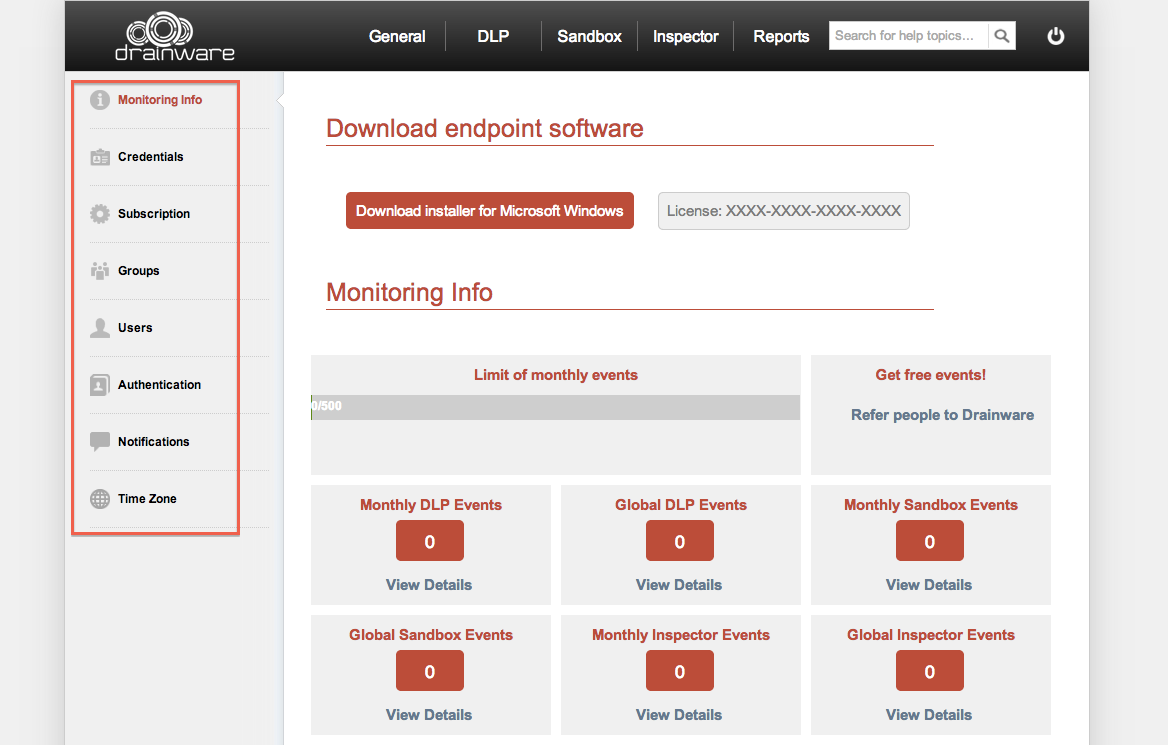 drainware
General
DLP
Sandbox
Inspector
Reports
Search for help topics...
Monitoring Info
Credentials
Subscription
Groups
Users
Authentication
Notifications
Time Zone
Download endpoint software
Download installer for Microsoft Windows
License: XXXX-XXXX-XXXX-XXXX
Monitoring Info
Limit of monthly events
0/500
Get free events!
Refer people to Drainware
Monthly DLP Events
0
View Details
Global DLP Events
0
View Details
Monthly Sandbox Events
0
View Details
Global Sandbox Events
0
View Details
Monthly Inspector Events
0
View Details
Global Inspector Events
0
View Details